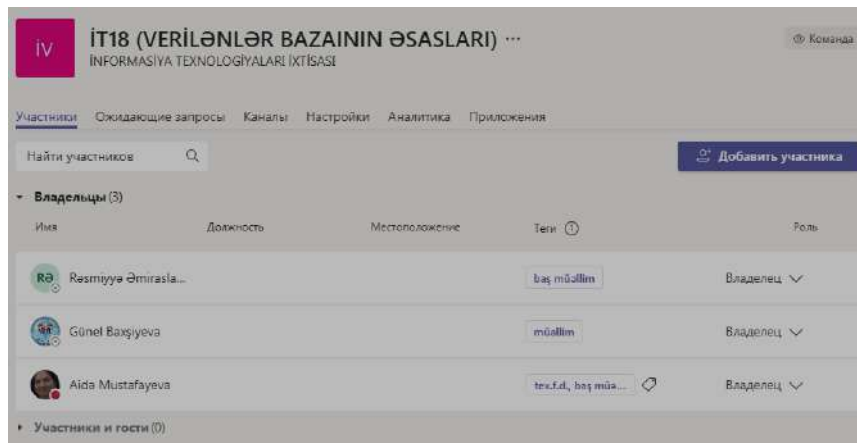 İV
İT18 (VERİLƏNLƏR BAZAININ ƏSASLARI) ...
İNFORMASİYA TEXNOLOGİYALARI İXTİSASI
Команда
Участники Ожидающие запросы Каналы Настройки Аналитика Приложения
Найти участников
Добавить участника
Владельцы (3)
Имя Должность Местоположение Теги Роль
RƏ Rəsmiyyə Əmirasla... baş müəllim Владелец
Günel Baxşıyeva müəllim Владелец
Aidə Mustafayeva tex.f.d., baş müə... Владелец
Участники и гости (0)